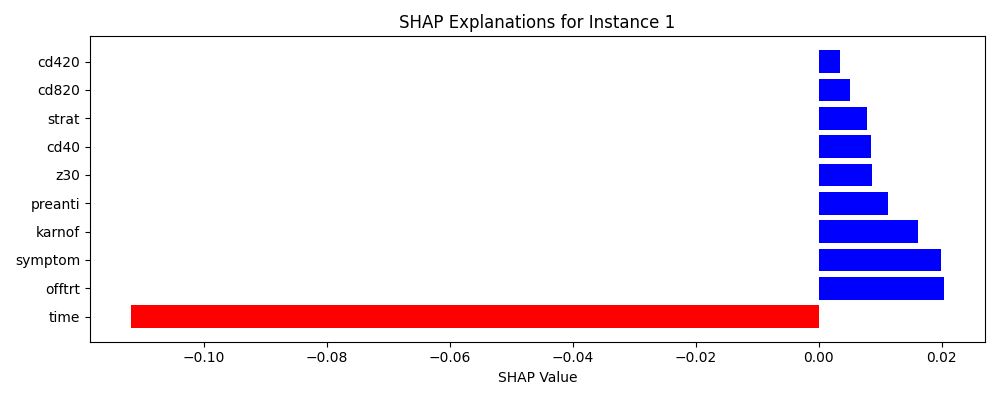 SHAP Explanations for Instance 1
cd420
cd820
strat
cd40
z30
preanti
karnof
symptom
offtrt
time
−0.10 −0.08 −0.06 −0.04 −0.02 0.00 0.02
SHAP Value